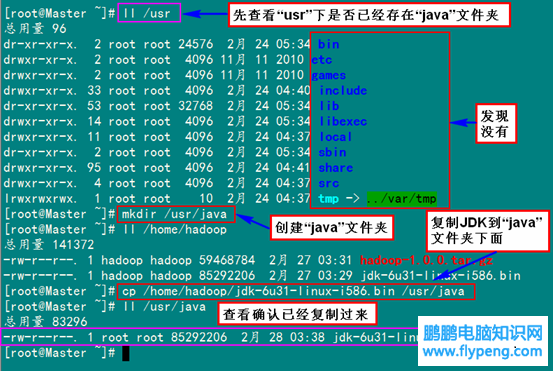 [root@Master ~]# ll /usr
先查看“usr”下是否已经存在“java”文件夹
总用量 96
dr-xr-xr-x. 2 root root 24576 2月 24 05:34 bin
drwxr-xr-x. 2 root root 4096 11月 11 2010 etc
drwxr-xr-x. 2 root root 4096 11月 11 2010 games
drwxr-xr-x. 33 root root 4096 2月 24 04:40 include
dr-xr-xr-x. 53 root root 32768 2月 24 05:34 lib
drwxr-xr-x. 14 root root 4096 2月 24 05:34 libexec
drwxr-xr-x. 11 root root 4096 2月 24 04:37 local
dr-xr-xr-x. 2 root root 4096 2月 24 05:34 sbin
drwxr-xr-x. 95 root root 4096 2月 24 04:41 share
drwxr-xr-x. 4 root root 4096 2月 24 04:37 src
lrwxrwxrwx. 1 root root 10 2月 24 04:37 tmp -> ../var/tmp
发现
没有
[root@Master ~]# mkdir /usr/java
创建“java”文件夹
[root@Master ~]# ll /home/hadoop
复制JDK到“java”
文件夹下面
总用量 141372
-rw-r--r--. 1 hadoop hadoop 59468784 2月 27 03:31 hadoop-1.0.0.tar.gz
-rw-r--r--. 1 hadoop hadoop 85292206 2月 27 03:29 jdk-6u31-linux-i586.bin
[root@Master ~]# cp /home/hadoop/jdk-6u31-linux-i586.bin /usr/java
[root@Master ~]# ll /usr/java
查看确认已经复制过来
总用量 83296
-rw-r--r--. 1 root root 85292206 2月 28 03:38 jdk-6u31-linux
[root@Master ~]#
鹏鹏电脑知识网
www.flypeng.com